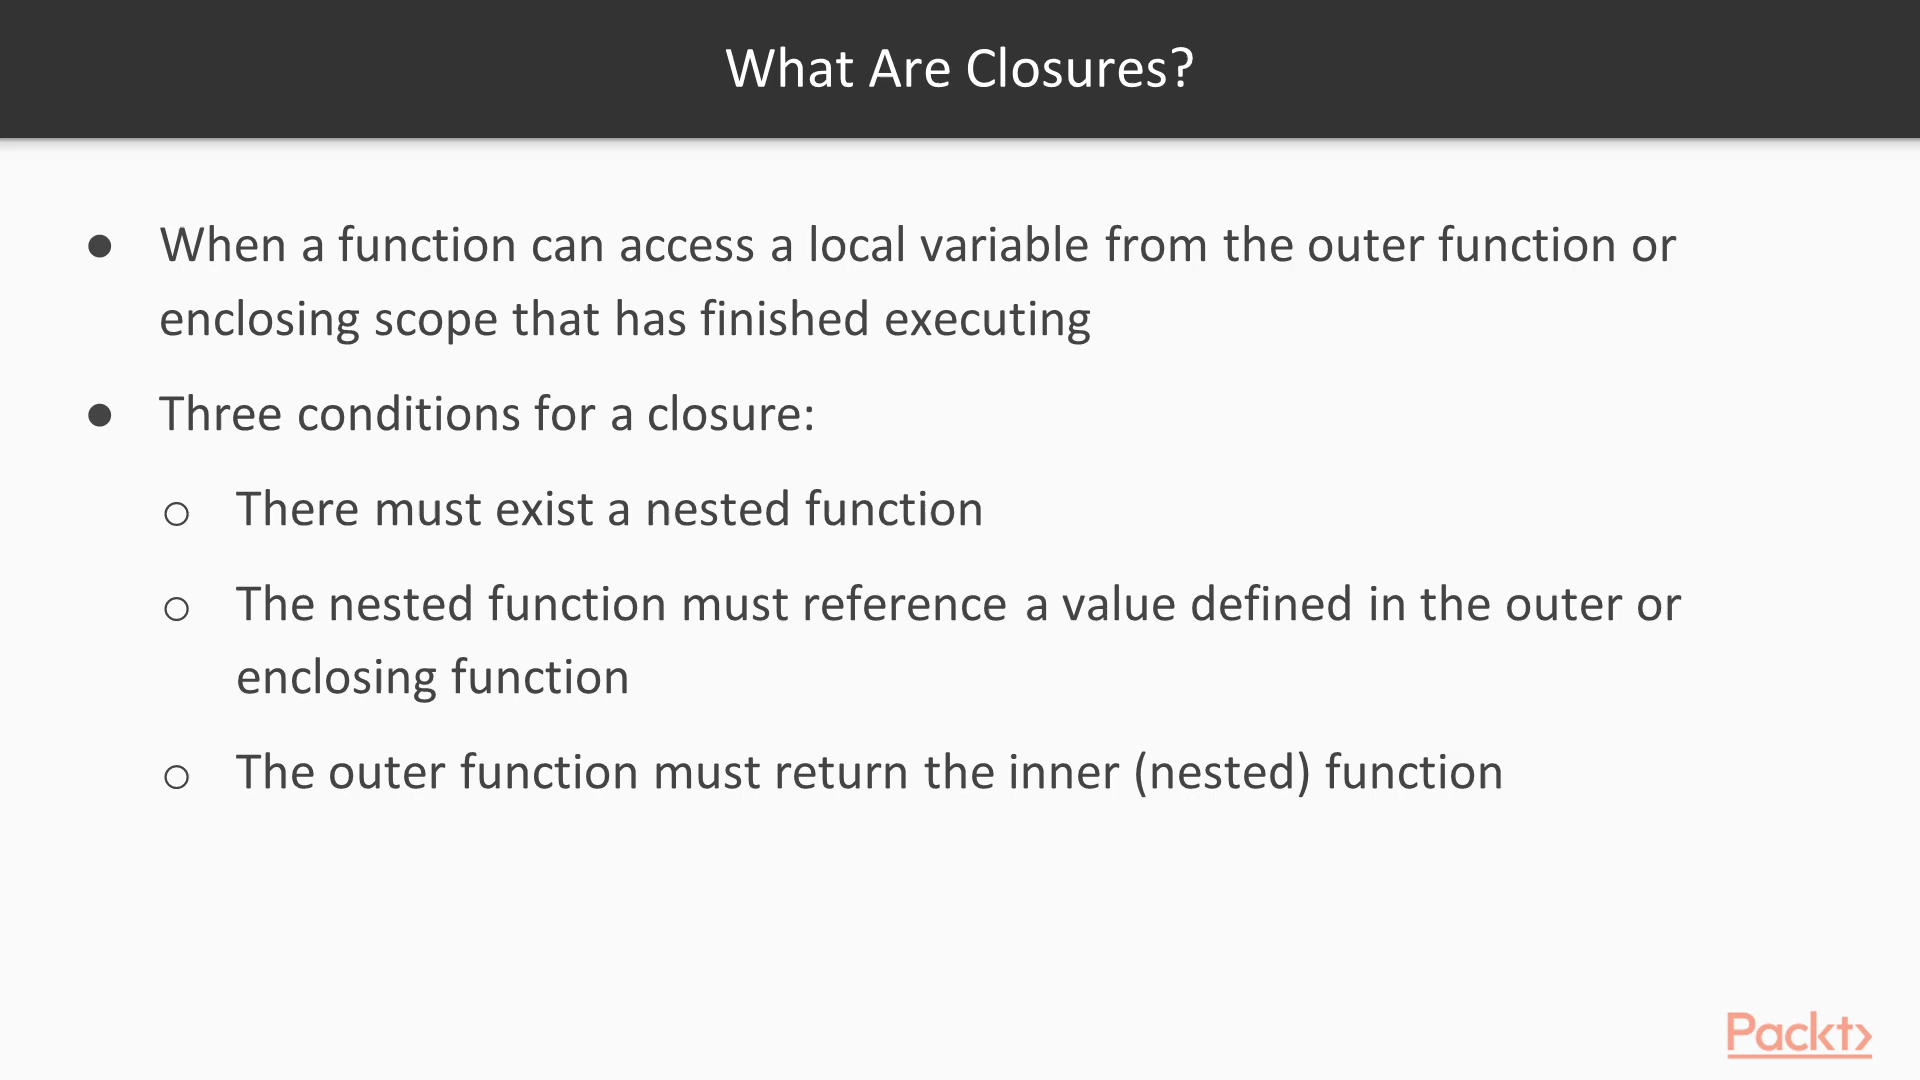 What Are Closures?
● When a function can access a local variable from the outer function or
enclosing scope that has finished executing
● Three conditions for a closure:
○ There must exist a nested function
○ The nested function must reference a value defined in the outer or
enclosing function
○ The outer function must return the inner (nested) function
Packt>